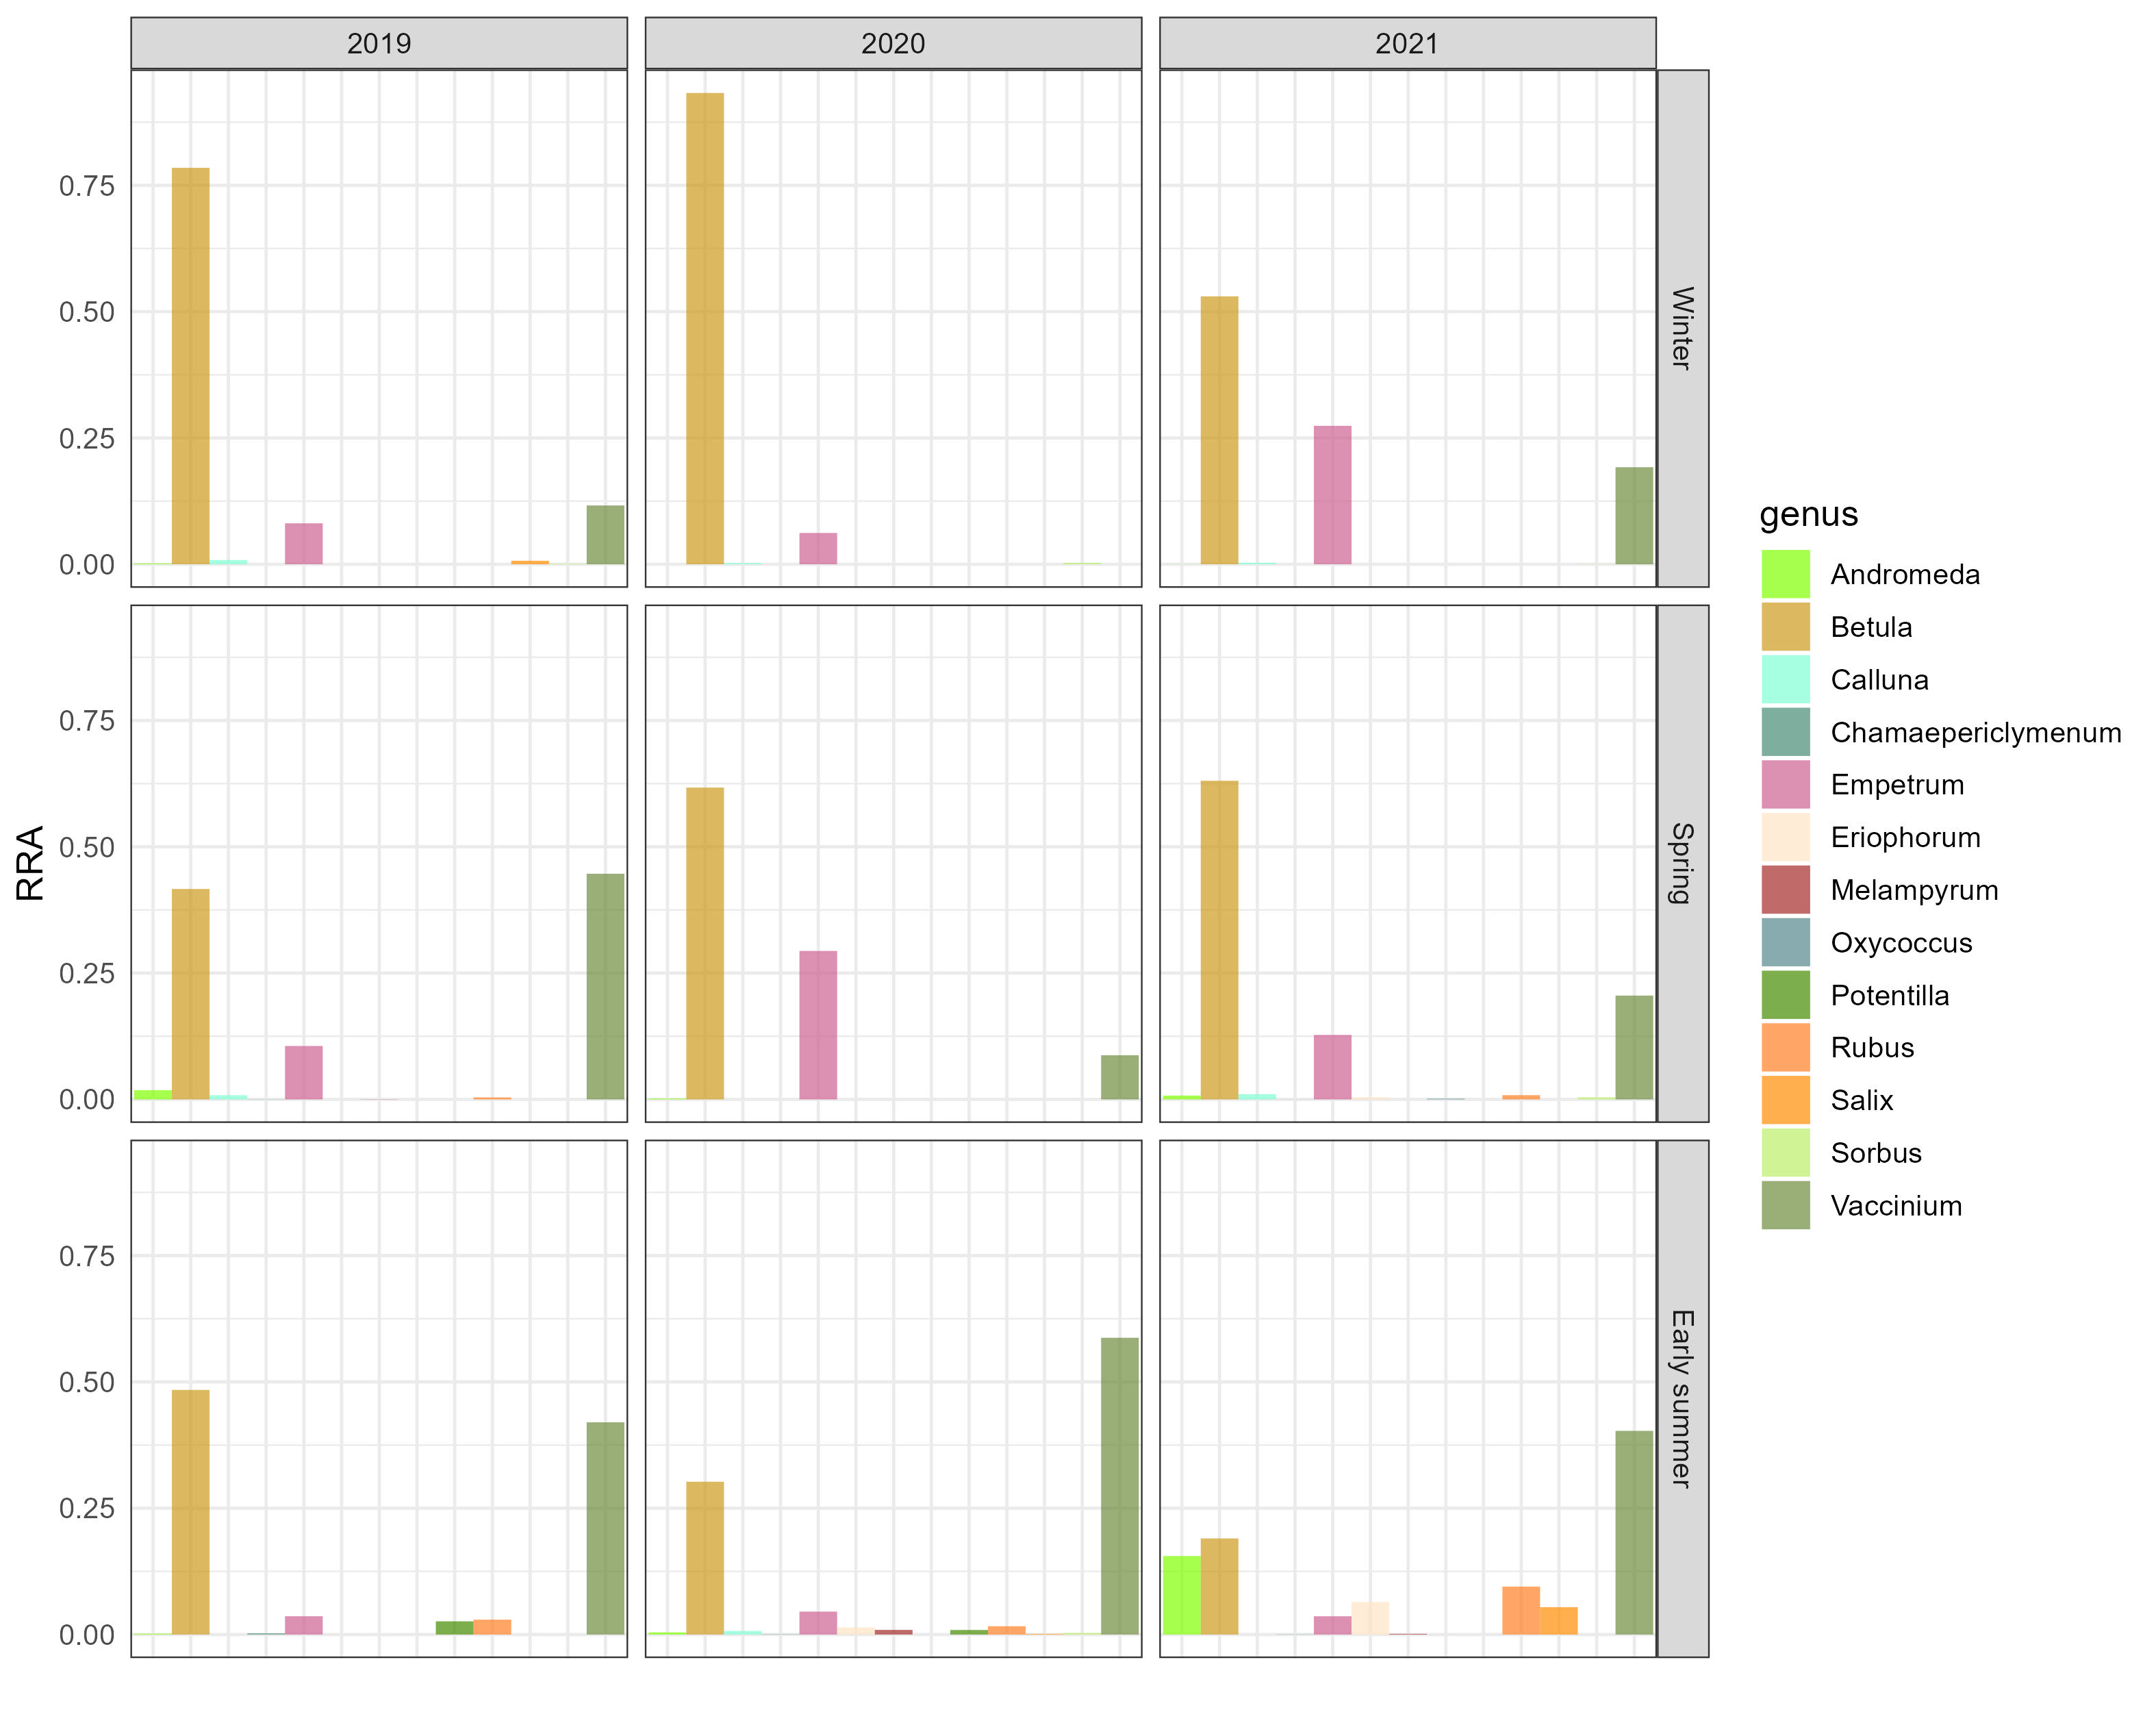 2019 2020 2021
0.75
0.50
0.25
0.00
Winter
0.75
0.50
0.25
0.00
Spring
RRA
0.75
0.50
0.25
0.00
Early summer
genus
Andromeda
Betula
Calluna
Chamaepericlymenum
Empetrum
Eriophorum
Melampyrum
Oxycoccus
Potentilla
Rubus
Salix
Sorbus
Vaccinium